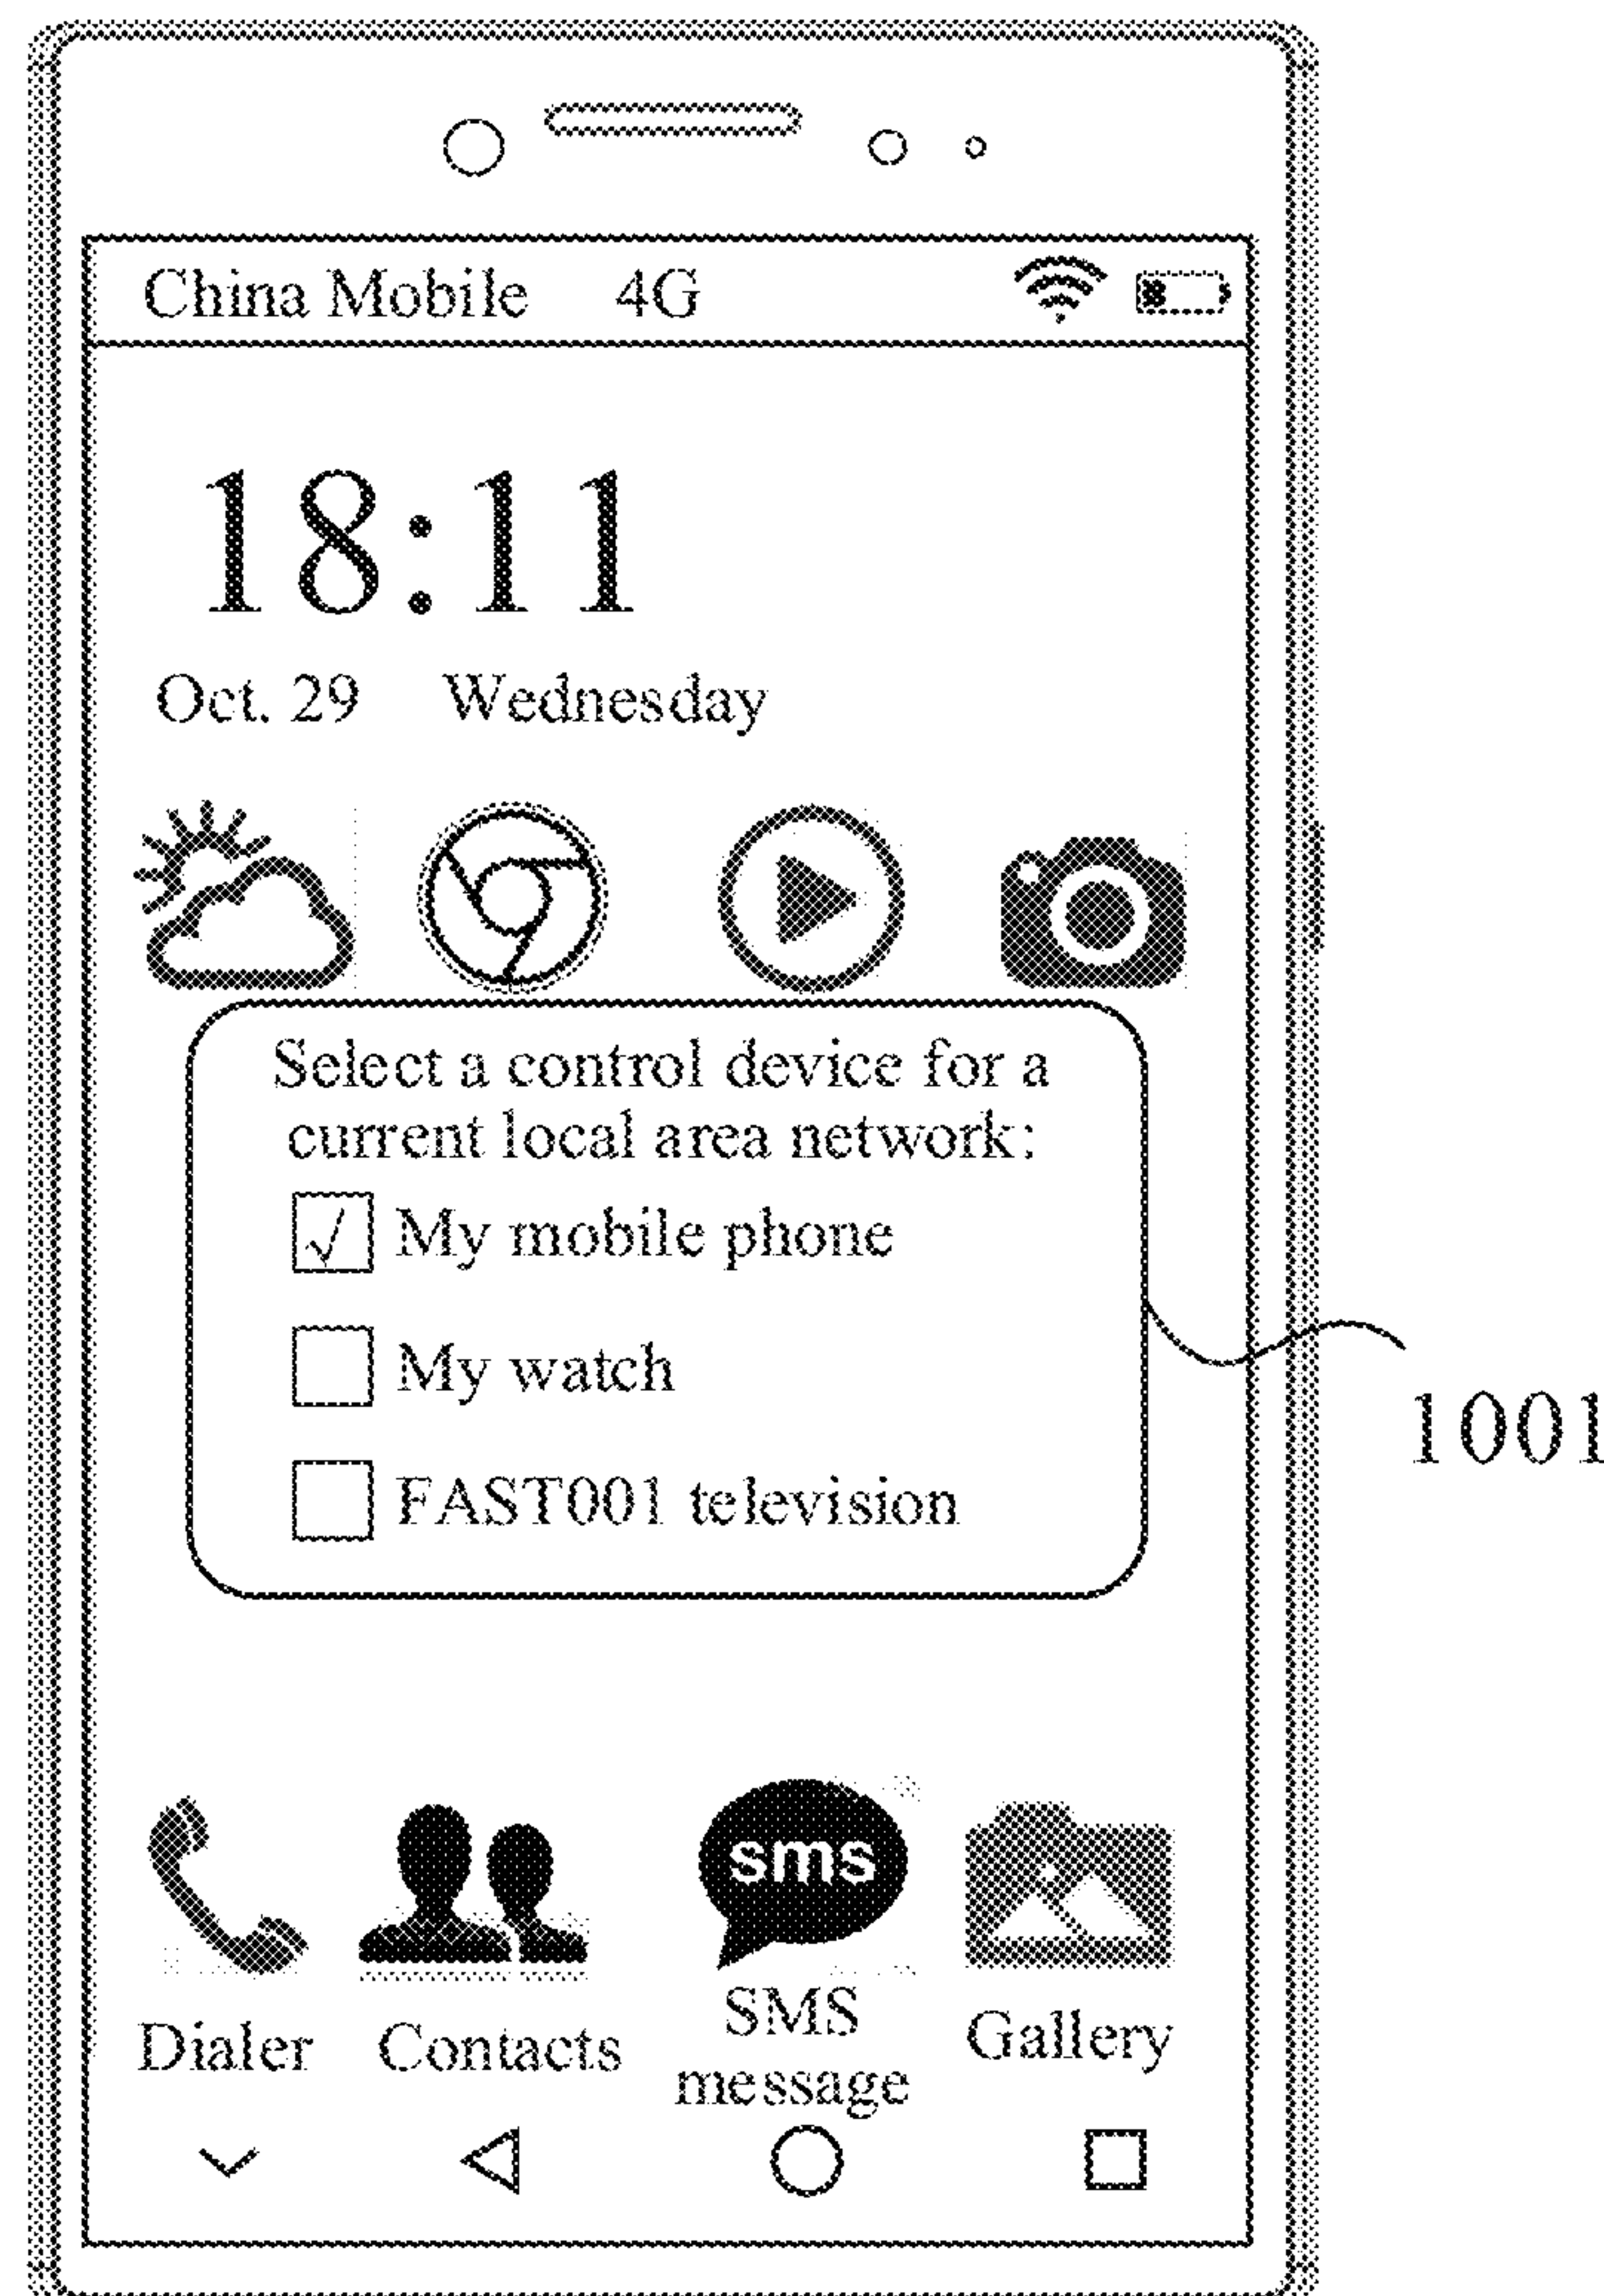 China Mobile 4G
18:11
Oct. 29 Wednesday
Select a control device for a
current local area network:
My mobile phone
My watch
FAST001 television
1001
sms
Dialer
Contacts
SMS
message
Gallery